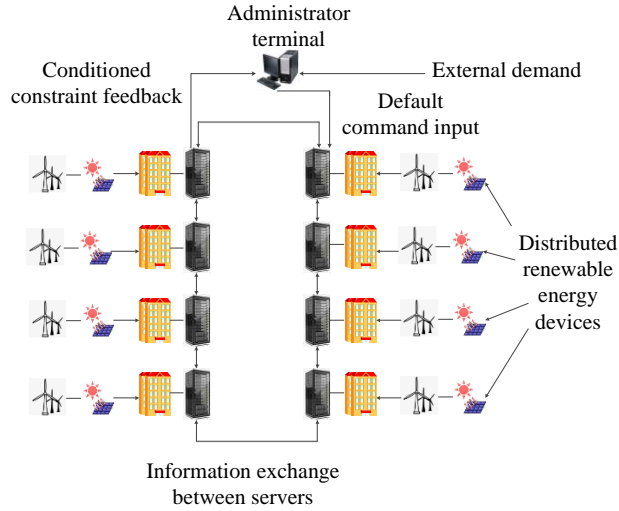 Administrator
terminal
Conditioned
constraint feedback
External demand
Default
command input
Distributed
renewable
energy
devices
Information exchange
between servers